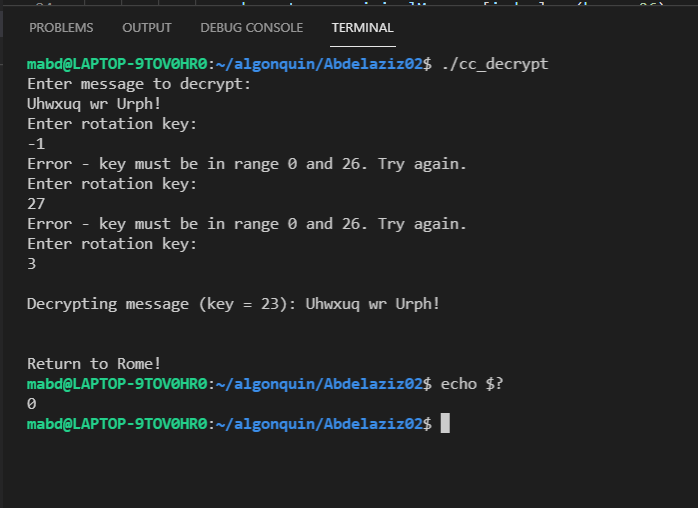 PROBLEMS OUTPUT DEBUG CONSOLE TERMINAL
mabd@LAPTOP-9TOV0HR0:~/algonquin/Abdelaziz02$ ./cc_decrypt
Enter message to decrypt:
Uhwxuq wr Urph!
Enter rotation key:
-1
Error - key must be in range 0 and 26. Try again.
Enter rotation key:
27
Error - key must be in range 0 and 26. Try again.
Enter rotation key:
3
Decrypting message (key = 23): Uhwxuq wr Urph!
Return to Rome!
mabd@LAPTOP-9TOV0HR0:~/algonquin/Abdelaziz02$ echo $?
0
mabd@LAPTOP-9TOV0HR0:~/algonquin/Abdelaziz02$